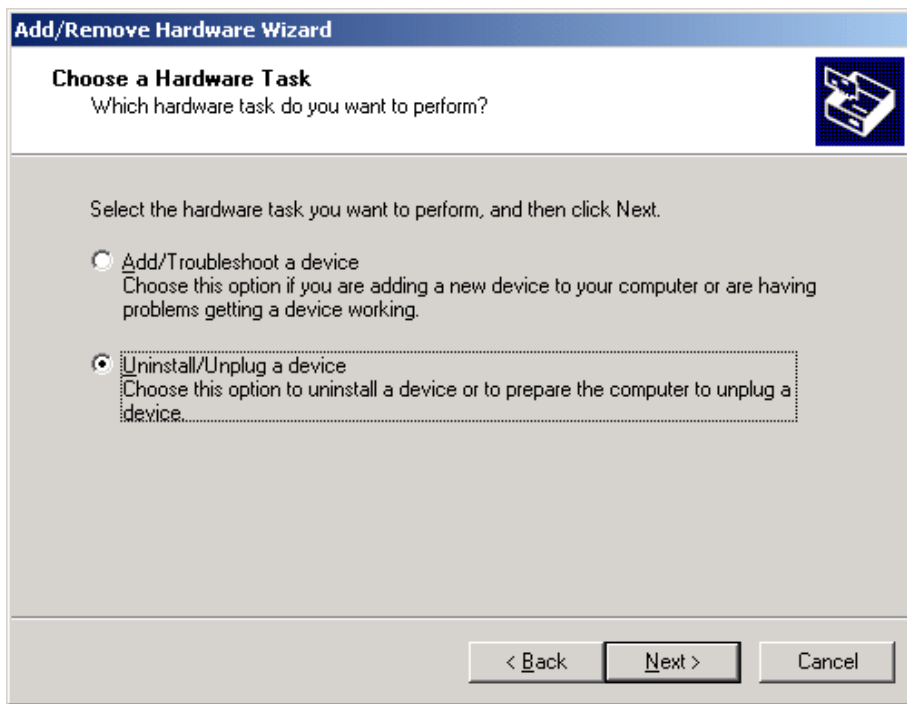 Add/Remove Hardware Wizard
Choose a Hardware Task
Which hardware task do you want to perform?
Select the hardware task you want to perform, and then click Next.
Add/Troubleshoot a device
Choose this option if you are adding a new device to your computer or are having
problems getting a device working.
Uninstall/Unplug a device
Choose this option to uninstall a device or to prepare the computer to unplug a
device.
< Back
Next >
Cancel